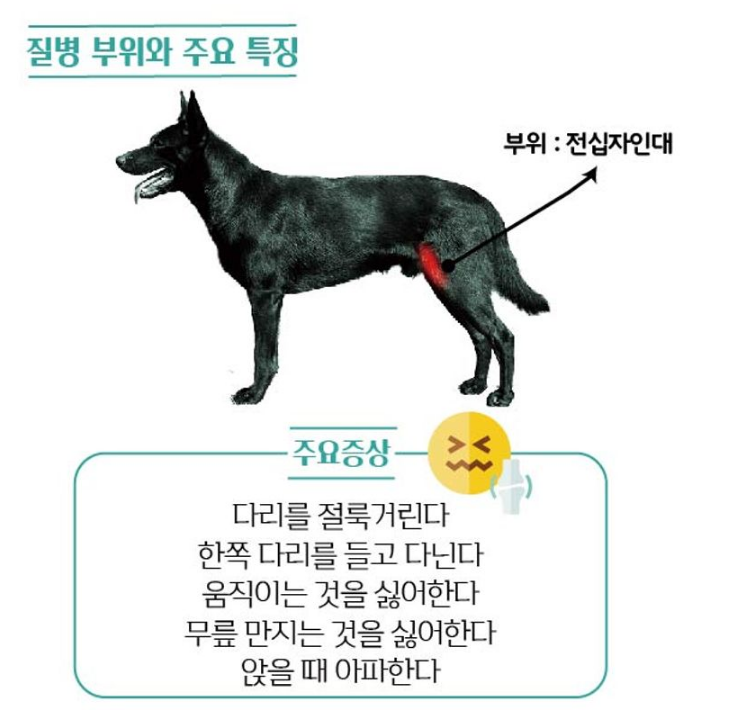 질병 부위와 주요 특징
부위 : 전십자인대
주요증상
다리를 절룩거린다
한쪽 다리를 들고 다닌다
움직이는 것을 싫어한다
무릎 만지는 것을 싫어한다
앉을 때 아파한다